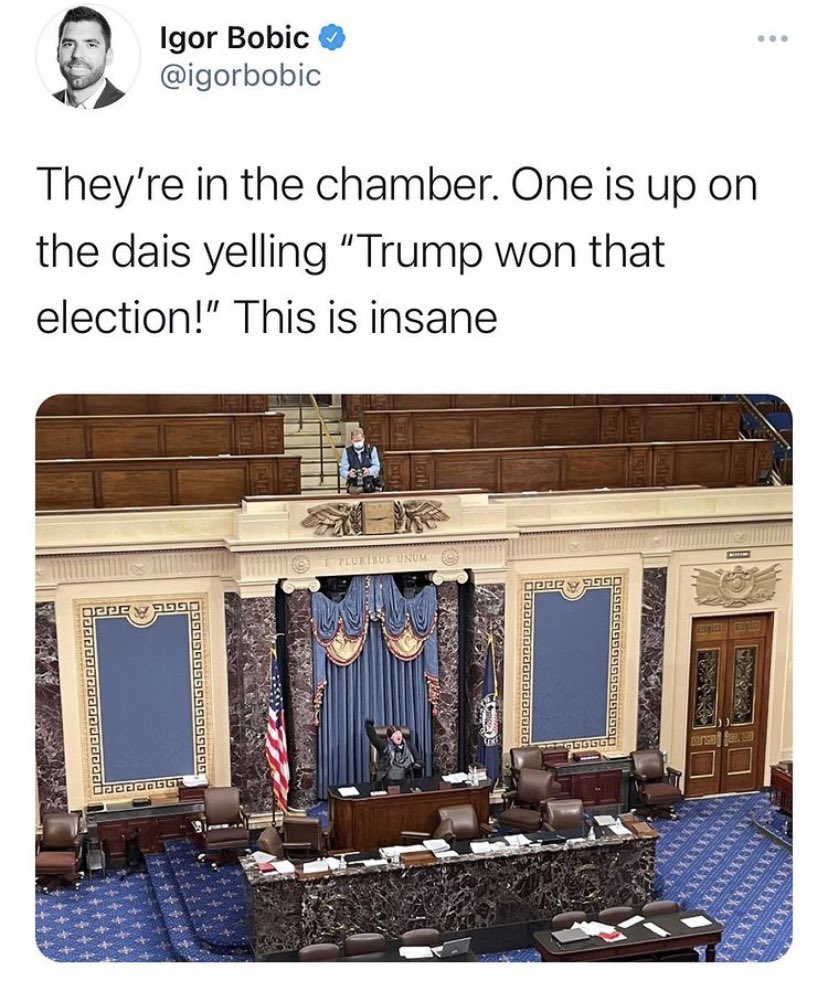 Igor Bobic
@igorbobic
They're in the chamber. One is up on
the dais yelling "Trump won that
election!" This is insane
E PLURIBUS UNUM